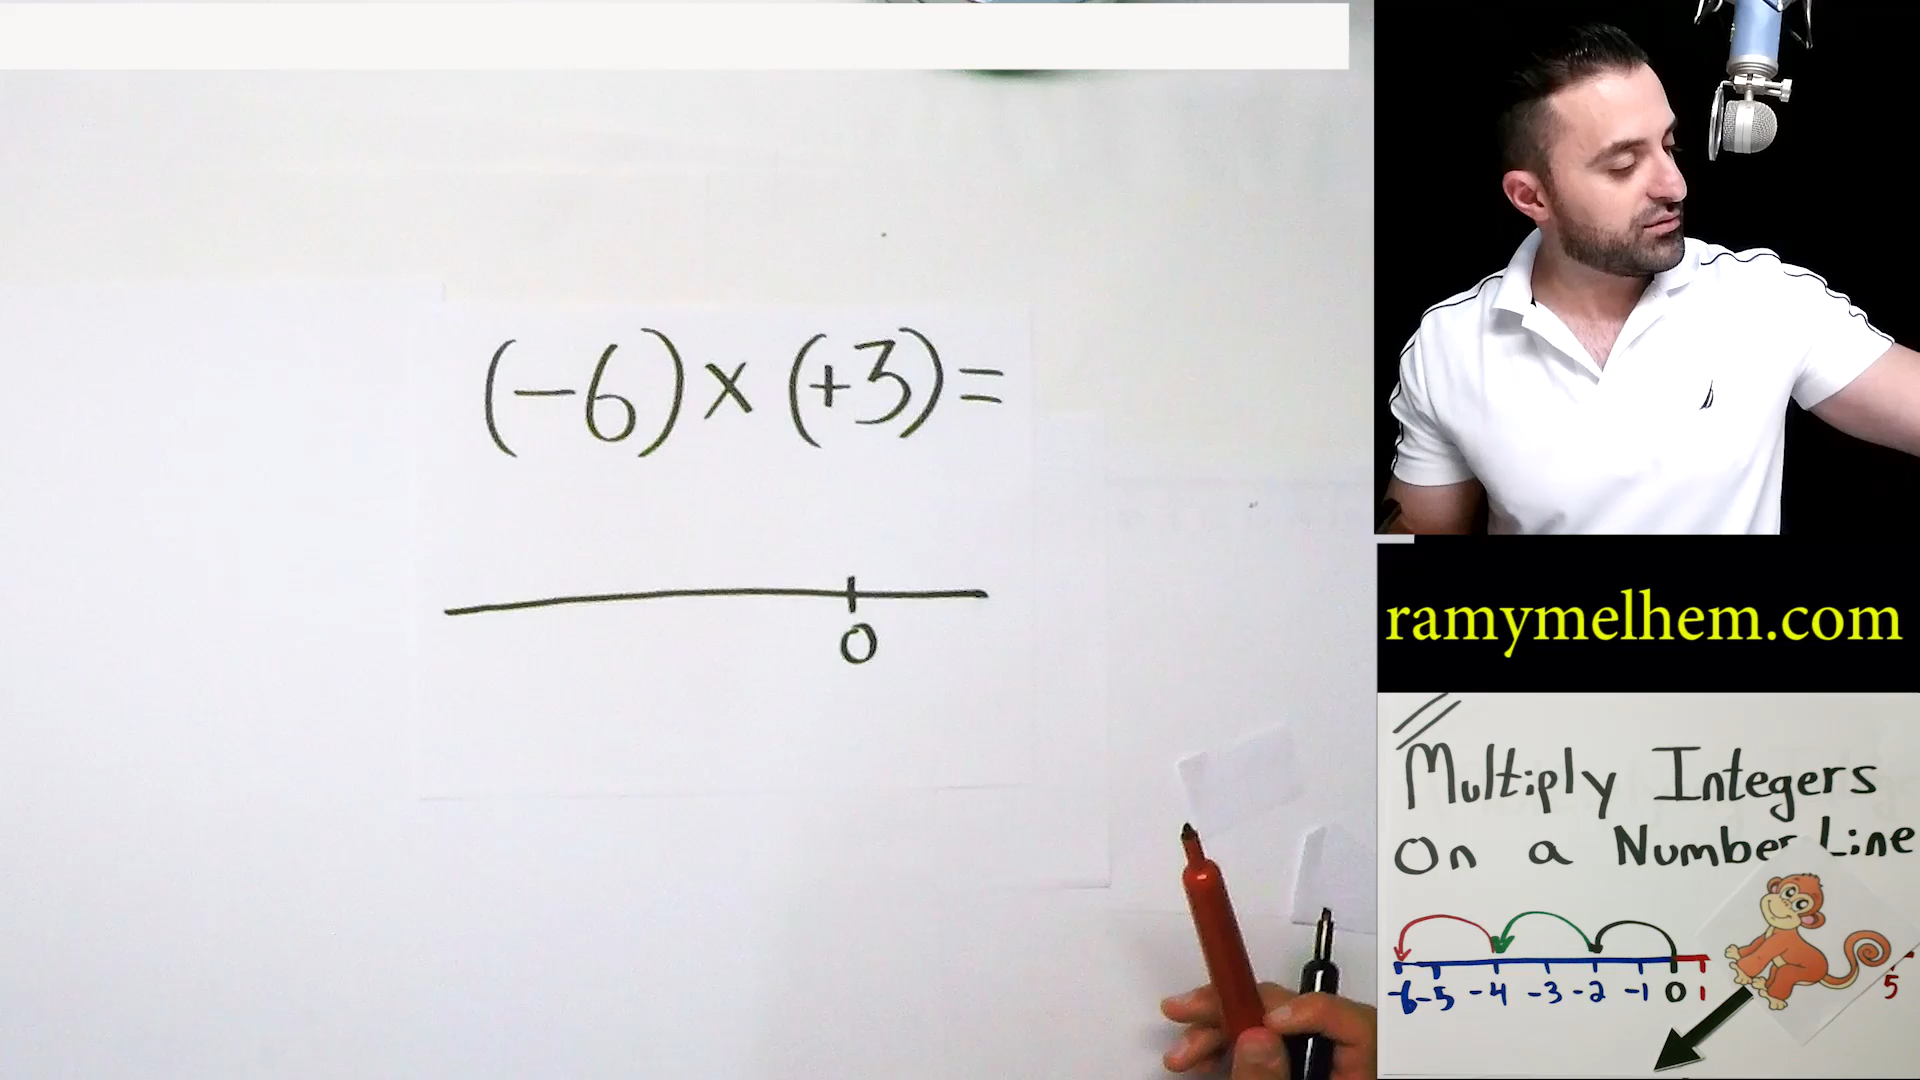 (-6) x (+3) =
0
ramymelhem.com
Multiply Integers
On a Number Line
-6 -5 -4 -3 -2 -1 0 1 5